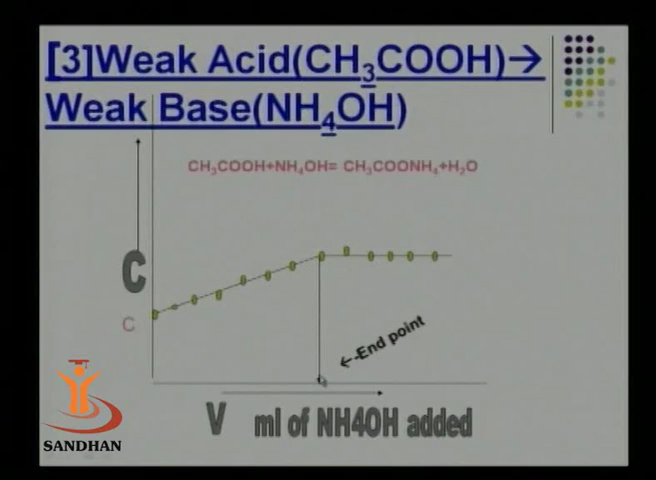 [3]Weak Acid(CH₃COOH)→
Weak Base(NH₄OH)
CH₃COOH+NH₄OH= CH₃COONH₄+H₂O
C
C
←End point
V ml of NH4OH added
SANDHAN